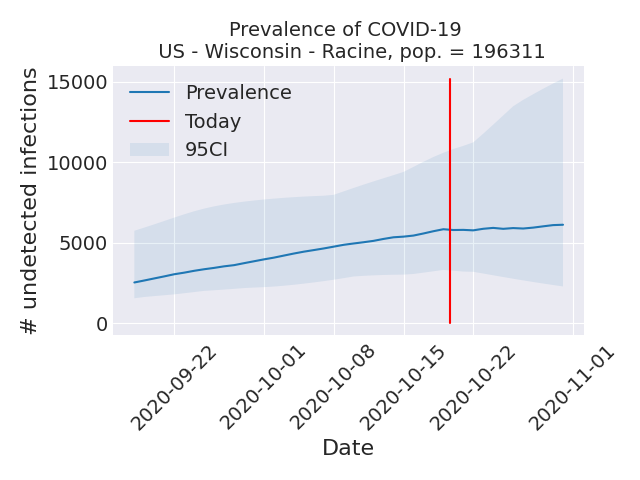 Prevalence of COVID-19
US - Wisconsin - Racine, pop. = 196311
# undetected infections
15000
10000
5000
0
Prevalence
Today
95CI
2020-09-22
2020-10-01
2020-10-08
2020-10-15
2020-10-22
2020-11-01
Date